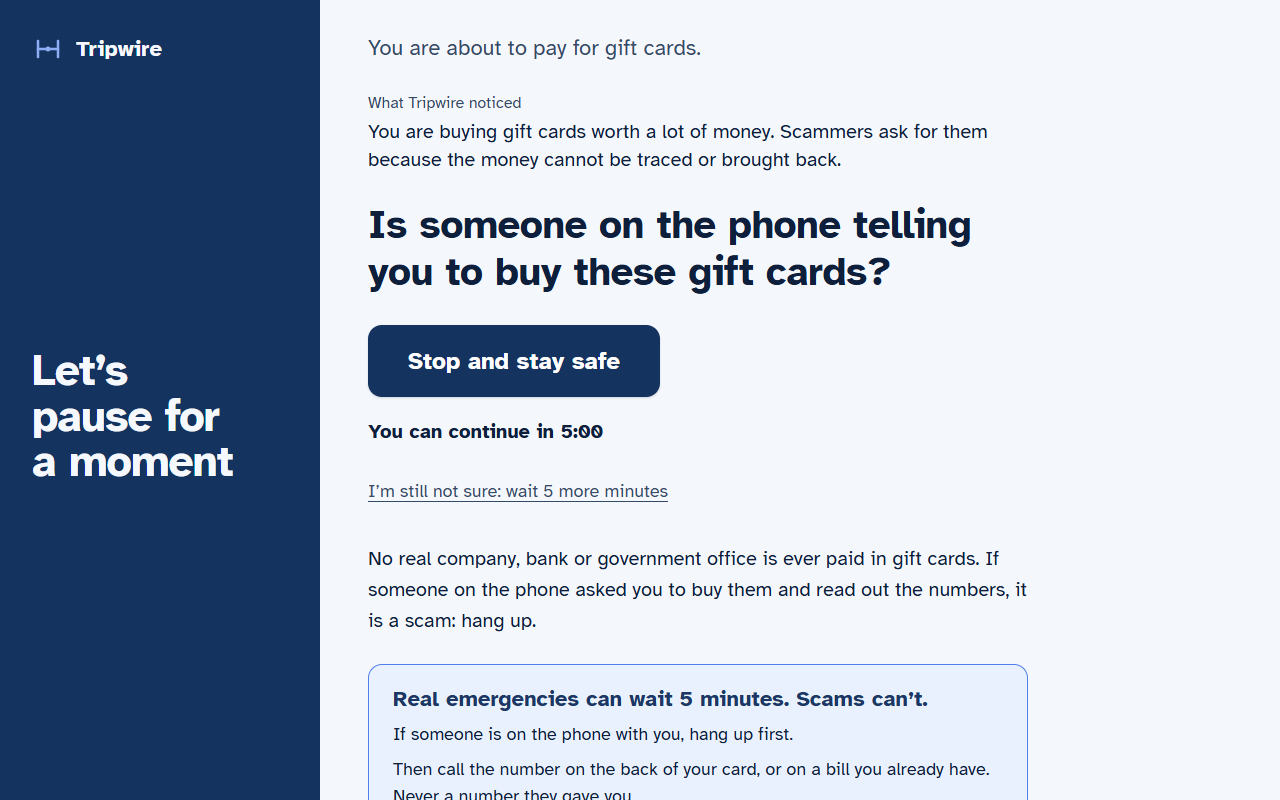 Tripwire
Let’s
pause for
a moment
You are about to pay for gift cards.
What Tripwire noticed
You are buying gift cards worth a lot of money. Scammers ask for them
because the money cannot be traced or brought back.
Is someone on the phone telling
you to buy these gift cards?
Stop and stay safe
You can continue in 5:00
I’m still not sure: wait 5 more minutes
No real company, bank or government office is ever paid in gift cards. If
someone on the phone asked you to buy them and read out the numbers, it
is a scam: hang up.
Real emergencies can wait 5 minutes. Scams can’t.
If someone is on the phone with you, hang up first.
Then call the number on the back of your card, or on a bill you already have.
Never a number they gave you